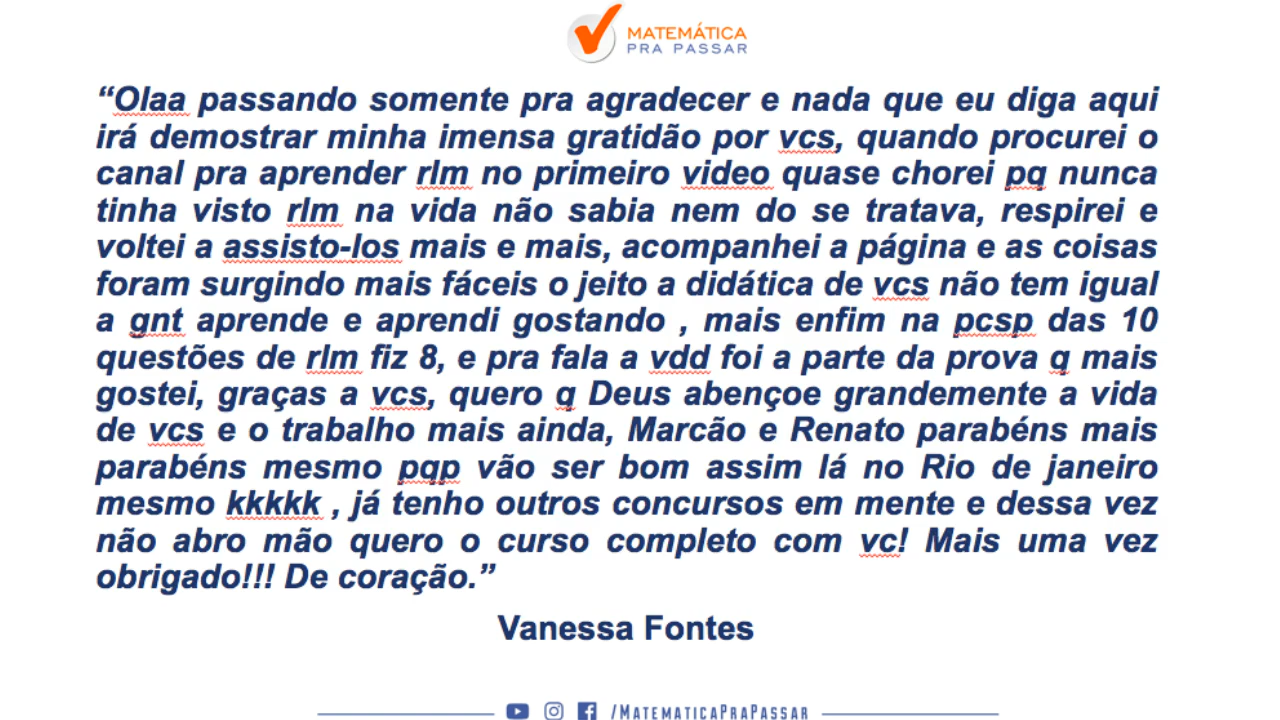 MATEMÁTICA
PRA PASSAR
“Olaa passando somente pra agradecer e nada que eu diga aqui
irá demostrar minha imensa gratidão por vcs, quando procurei o
canal pra aprender rlm no primeiro video quase chorei pq nunca
tinha visto rlm na vida não sabia nem do se tratava, respirei e
voltei a assisto-los mais e mais, acompanhei a página e as coisas
foram surgindo mais fáceis o jeito a didática de vcs não tem igual
a gnt aprende e aprendi gostando , mais enfim na pcsp das 10
questões de rlm fiz 8, e pra fala a vdd foi a parte da prova q mais
gostei, graças a vcs, quero q Deus abençoe grandemente a vida
de vcs e o trabalho mais ainda, Marcão e Renato parabéns mais
parabéns mesmo pqp vão ser bom assim lá no Rio de janeiro
mesmo kkkkk , já tenho outros concursos em mente e dessa vez
não abro mão quero o curso completo com vc! Mais uma vez
obrigado!!! De coração.”
Vanessa Fontes
/MATEMATICAPRAPASSAR